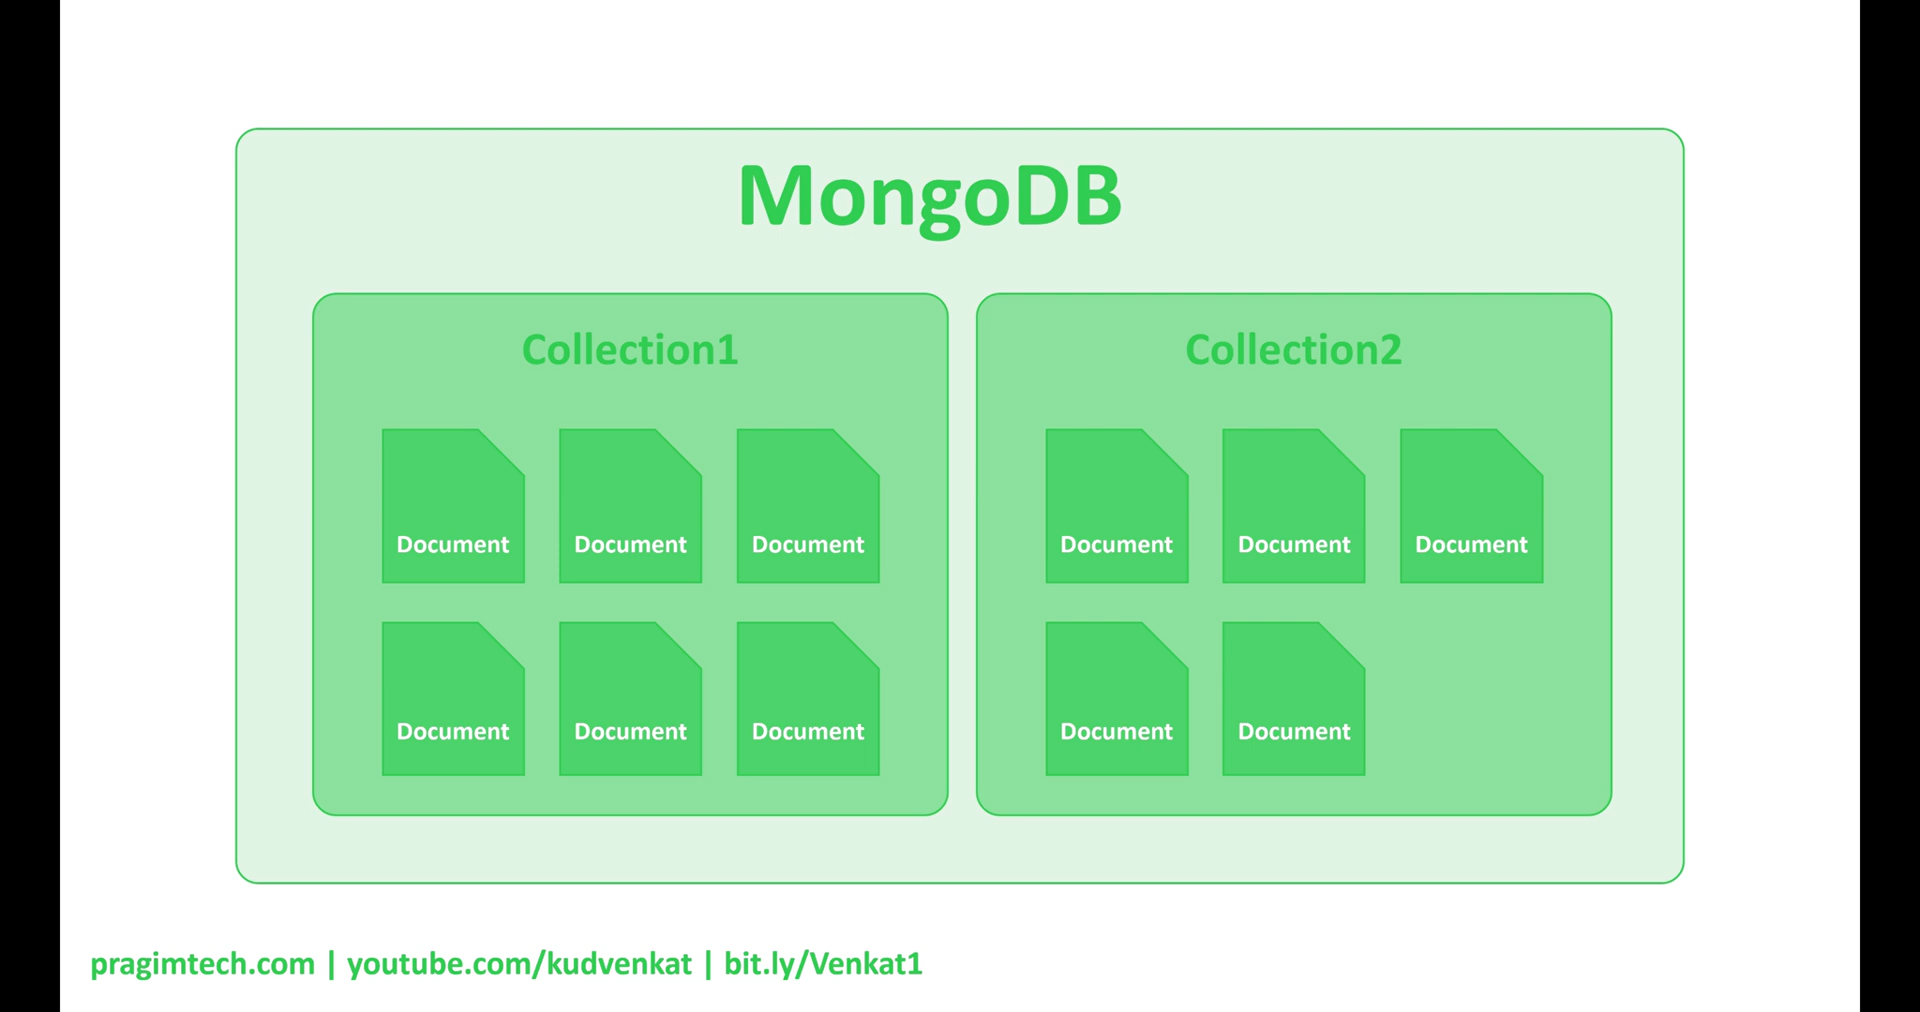 MongoDB
Collection1
Document Document Document
Document Document Document
Collection2
Document Document Document
Document Document
pragimtech.com | youtube.com/kudvenkat | bit.ly/Venkat1